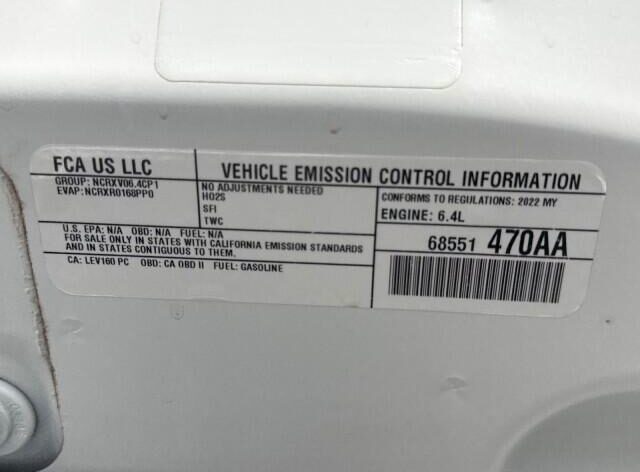 FCA US LLC
GROUP: NCRXV06.4CP1
EVAP: NCRXR0168PP0
VEHICLE EMISSION CONTROL INFORMATION
NO ADJUSTMENTS NEEDED
HO2S
SFI
TWC
CONFORMS TO REGULATIONS: 2022 MY
ENGINE: 6.4L
U.S. EPA: N/A OBD: N/A FUEL: N/A
FOR SALE ONLY IN STATES WITH CALIFORNIA EMISSION STANDARDS
AND IN STATES CONTIGUOUS TO THEM.
CA: LEV160 PC OBD: CA OBD II FUEL: GASOLINE
68551 470AA